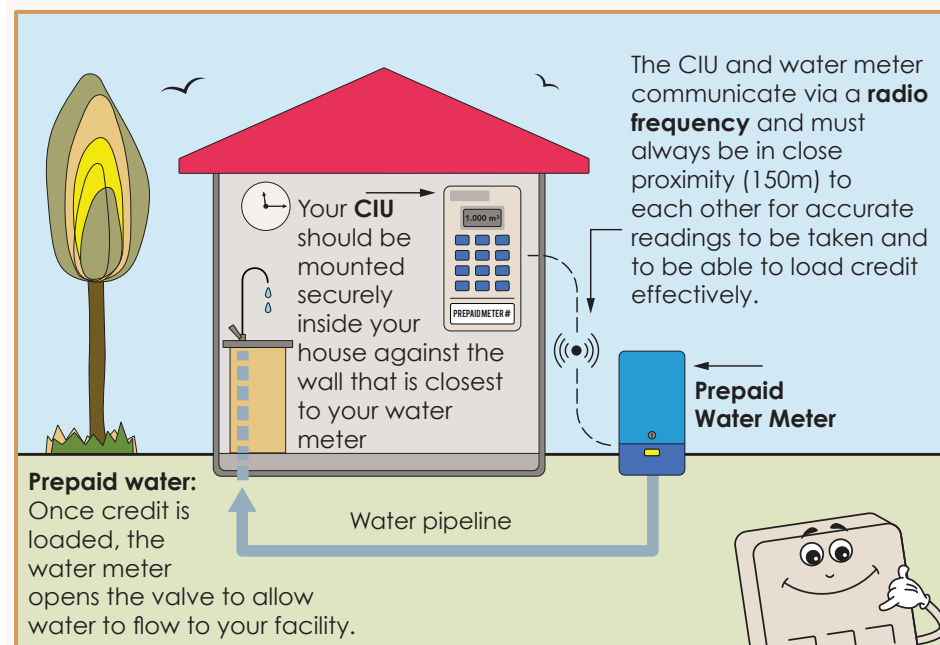 The CIU and water meter
communicate via a radio
frequency and must
always be in close
proximity (150m) to
each other for accurate
readings to be taken and
to be able to load credit
effectively.
Your CIU
should be
mounted
securely
inside your
house against the
wall that is closest
to your water
meter
1.000 m³
PREPAID METER #
Prepaid
Water Meter
Prepaid water:
Once credit is
loaded, the
water meter
opens the valve to allow
water to flow to your facility.
Water pipeline